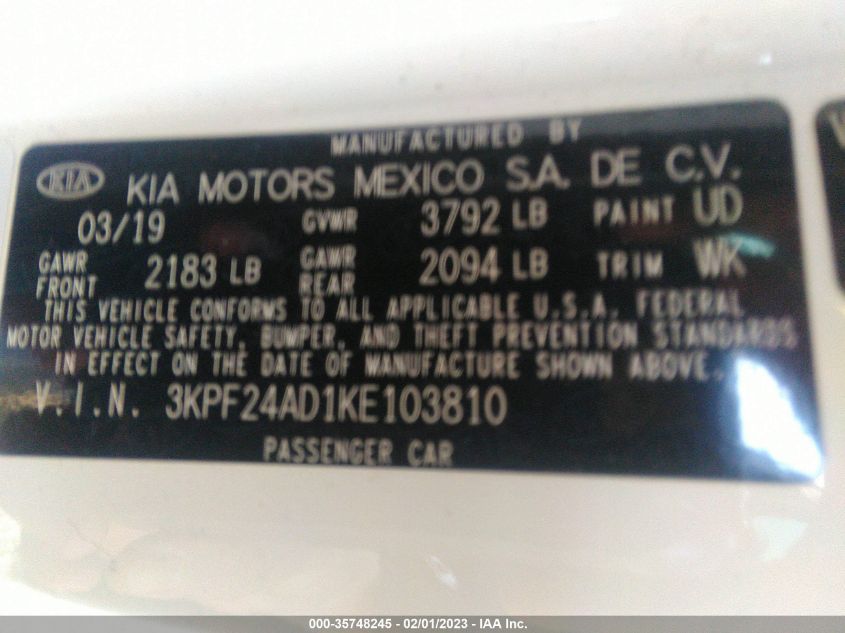 MANUFACTURED BY
KIA KIA MOTORS MEXICO S.A. DE C.V.
03/19 GVWR 3792 LB PAINT UD
GAWR FRONT 2183 LB GAWR REAR 2094 LB TRIM WK
THIS VEHICLE CONFORMS TO ALL APPLICABLE U.S.A. FEDERAL
MOTOR VEHICLE SAFETY, BUMPER, AND THEFT PREVENTION STANDARDS
IN EFFECT ON THE DATE OF MANUFACTURE SHOWN ABOVE.
V.I.N. 3KPF24AD1KE103810
PASSENGER CAR
000-35748245 - 02/01/2023 - IAA Inc.